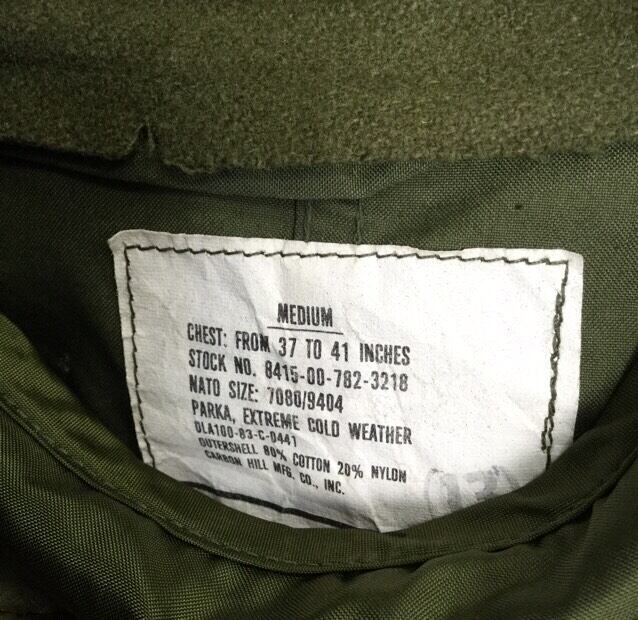 MEDIUM
CHEST: FROM 37 TO 41 INCHES
STOCK NO. 8415-00-782-3218
NATO SIZE: 7080/9404
PARKA, EXTREME COLD WEATHER
DLA100-83-C-0441
OUTERSHELL 80% COTTON 20% NYLON
CARBON HILL MFG. CO., INC.